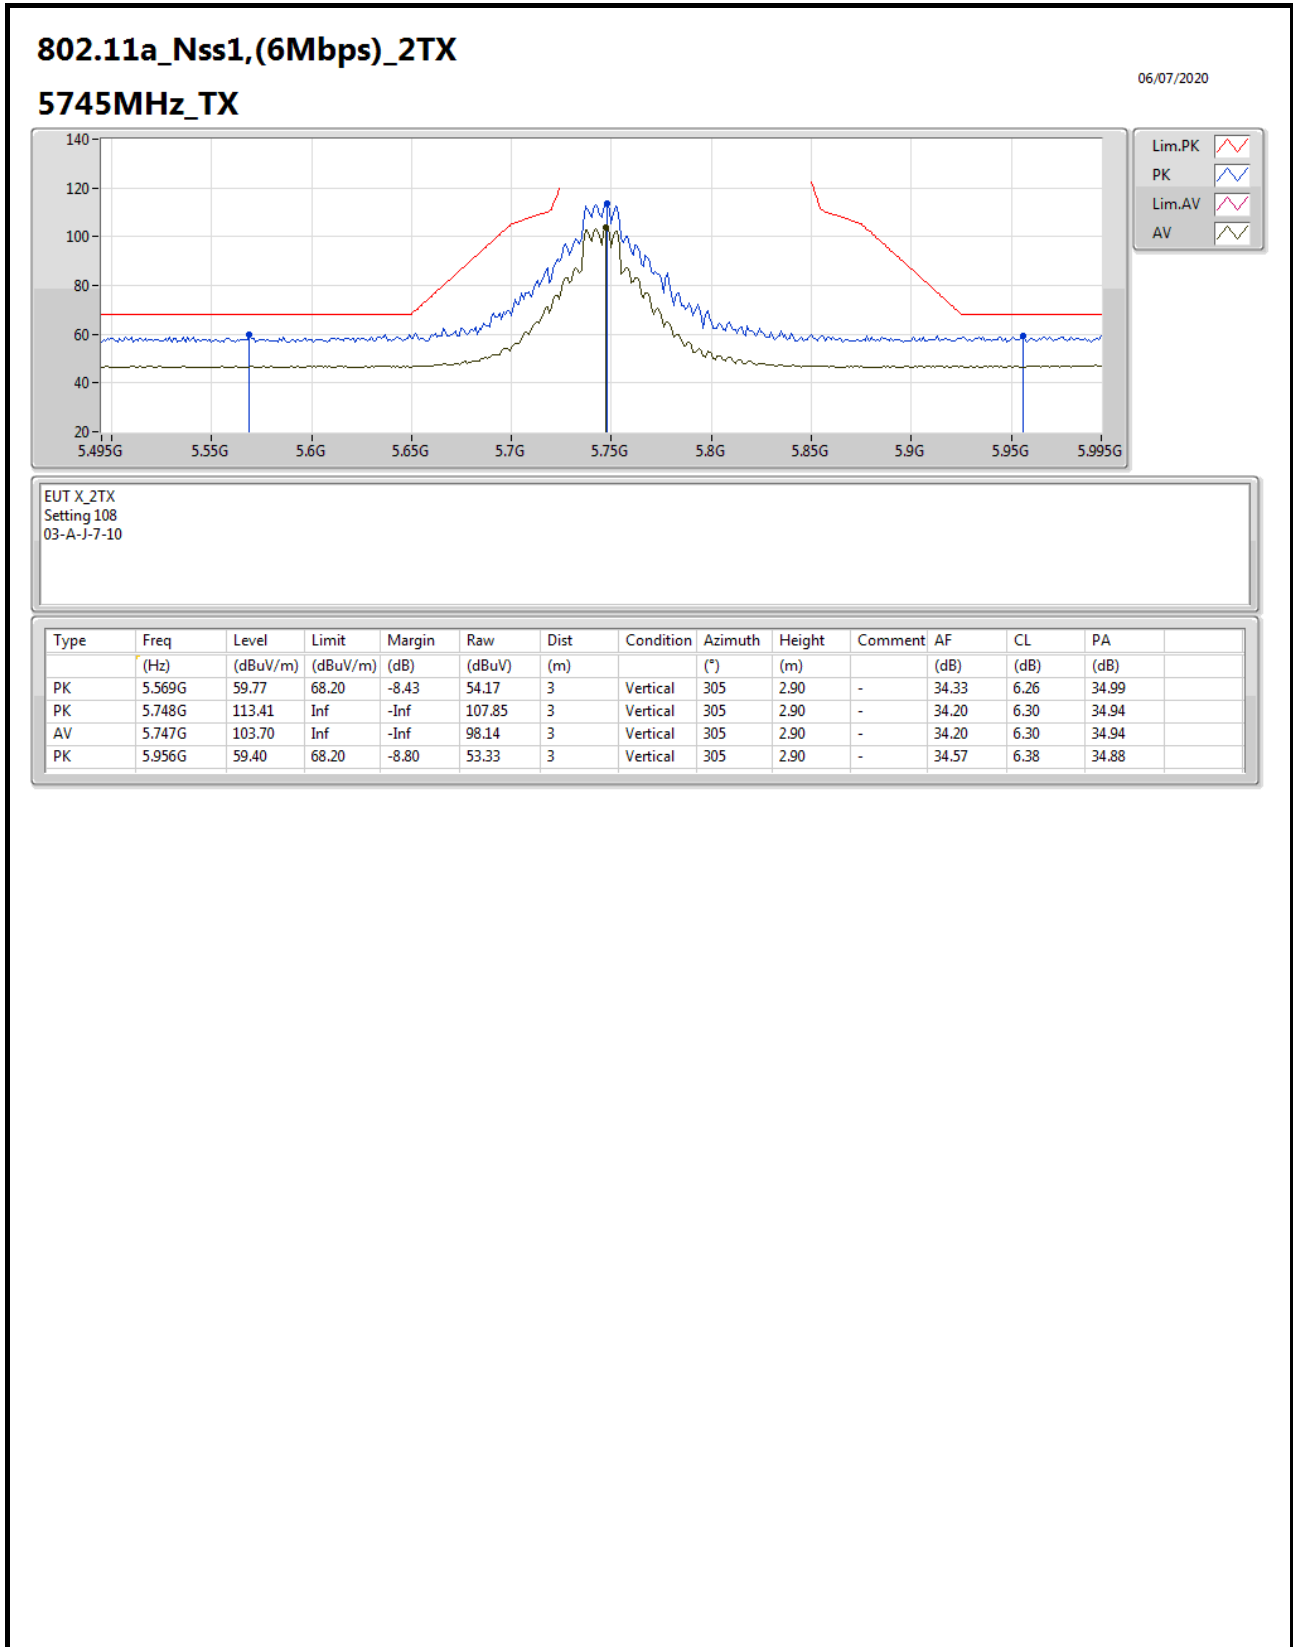 802.11a_Nss1,(6Mbps)_2TX
06/07/2020
5745MHz_TX
140
120
100
80
60
40
20
5.495G 5.55G 5.6G 5.65G 5.7G 5.75G 5.8G 5.85G 5.9G 5.95G 5.995G
Lim.PK
PK
Lim.AV
AV
EUT X_2TX
Setting 108
03-A-J-7-10
Type Freq Level Limit Margin Raw Dist Condition Azimuth Height Comment AF CL PA
(Hz) (dBuV/m) (dBuV/m) (dB) (dBuV) (m) (°) (m) (dB) (dB) (dB)
PK 5.569G 59.77 68.20 -8.43 54.17 3 Vertical 305 2.90 - 34.33 6.26 34.99
PK 5.748G 113.41 Inf -Inf 107.85 3 Vertical 305 2.90 - 34.20 6.30 34.94
AV 5.747G 103.70 Inf -Inf 98.14 3 Vertical 305 2.90 - 34.20 6.30 34.94
PK 5.956G 59.40 68.20 -8.80 53.33 3 Vertical 305 2.90 - 34.57 6.38 34.88